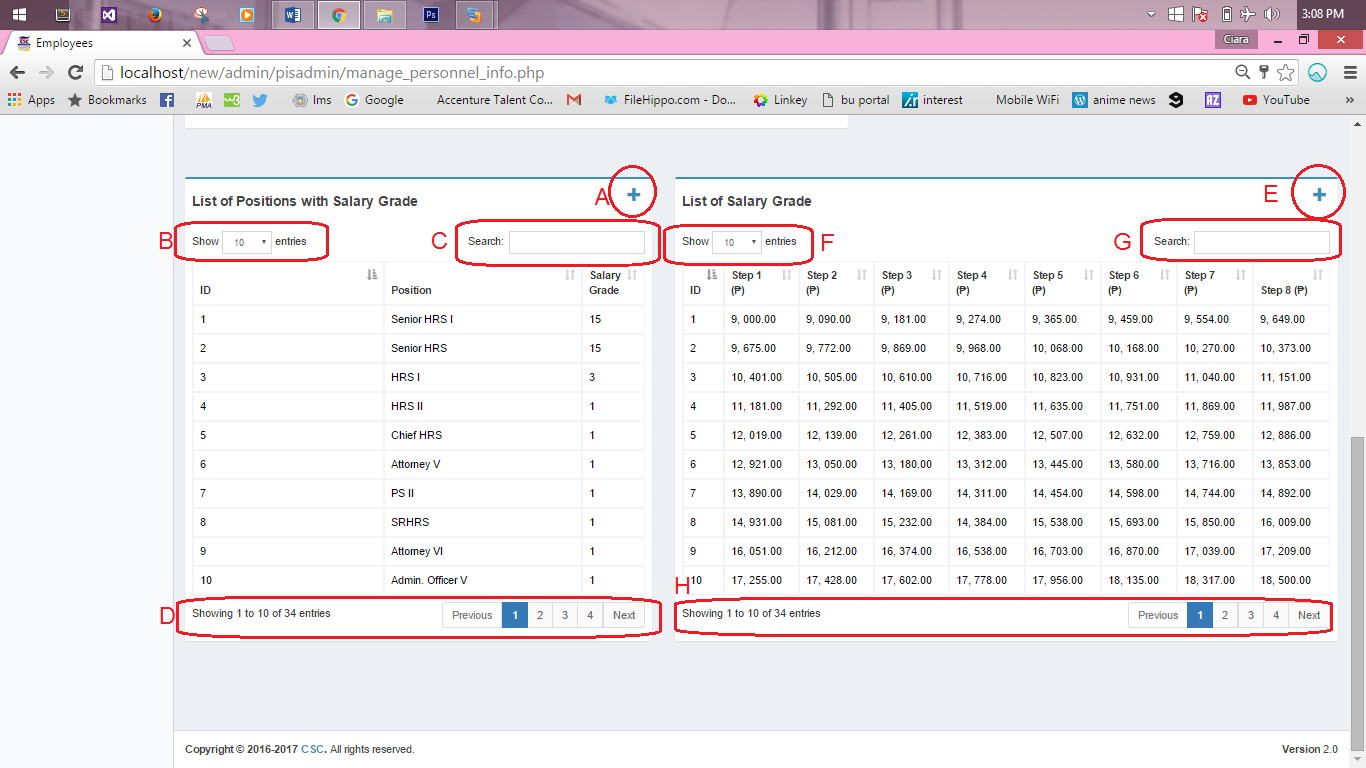 3:08 PM
Employees
Ciara
localhost/new/admin/pisadmin/manage_personnel_info.php
Apps Bookmarks PMA lms Google Accenture Talent Co... FileHippo.com - Do... Linkey bu portal interest Mobile WiFi anime news 9 AZ YouTube »
A
List of Positions with Salary Grade
B Show 10 entries
C Search:
ID Position Salary Grade
1 Senior HRS I 15
2 Senior HRS 15
3 HRS I 3
4 HRS II 1
5 Chief HRS 1
6 Attorney V 1
7 PS II 1
8 SRHRS 1
9 Attorney VI 1
10 Admin. Officer V 1
D Showing 1 to 10 of 34 entries Previous 1 2 3 4 Next
E
List of Salary Grade
Show 10 entries F
G Search:
ID Step 1 (₱) Step 2 (₱) Step 3 (₱) Step 4 (₱) Step 5 (₱) Step 6 (₱) Step 7 (₱) Step 8 (₱)
1 9, 000.00 9, 090.00 9, 181.00 9, 274.00 9, 365.00 9, 459.00 9, 554.00 9, 649.00
2 9, 675.00 9, 772.00 9, 869.00 9, 968.00 10, 068.00 10, 168.00 10, 270.00 10, 373.00
3 10, 401.00 10, 505.00 10, 610.00 10, 716.00 10, 823.00 10, 931.00 11, 040.00 11, 151.00
4 11, 181.00 11, 292.00 11, 405.00 11, 519.00 11, 635.00 11, 751.00 11, 869.00 11, 987.00
5 12, 019.00 12, 139.00 12, 261.00 12, 383.00 12, 507.00 12, 632.00 12, 759.00 12, 886.00
6 12, 921.00 13, 050.00 13, 180.00 13, 312.00 13, 445.00 13, 580.00 13, 716.00 13, 853.00
7 13, 890.00 14, 029.00 14, 169.00 14, 311.00 14, 454.00 14, 598.00 14, 744.00 14, 892.00
8 14, 931.00 15, 081.00 15, 232.00 14, 384.00 15, 538.00 15, 693.00 15, 850.00 16, 009.00
9 16, 051.00 16, 212.00 16, 374.00 16, 538.00 16, 703.00 16, 870.00 17, 039.00 17, 209.00
10 17, 255.00 17, 428.00 17, 602.00 17, 778.00 17, 956.00 18, 135.00 18, 317.00 18, 500.00
H
Showing 1 to 10 of 34 entries Previous 1 2 3 4 Next
Copyright © 2016-2017 CSC. All rights reserved. Version 2.0